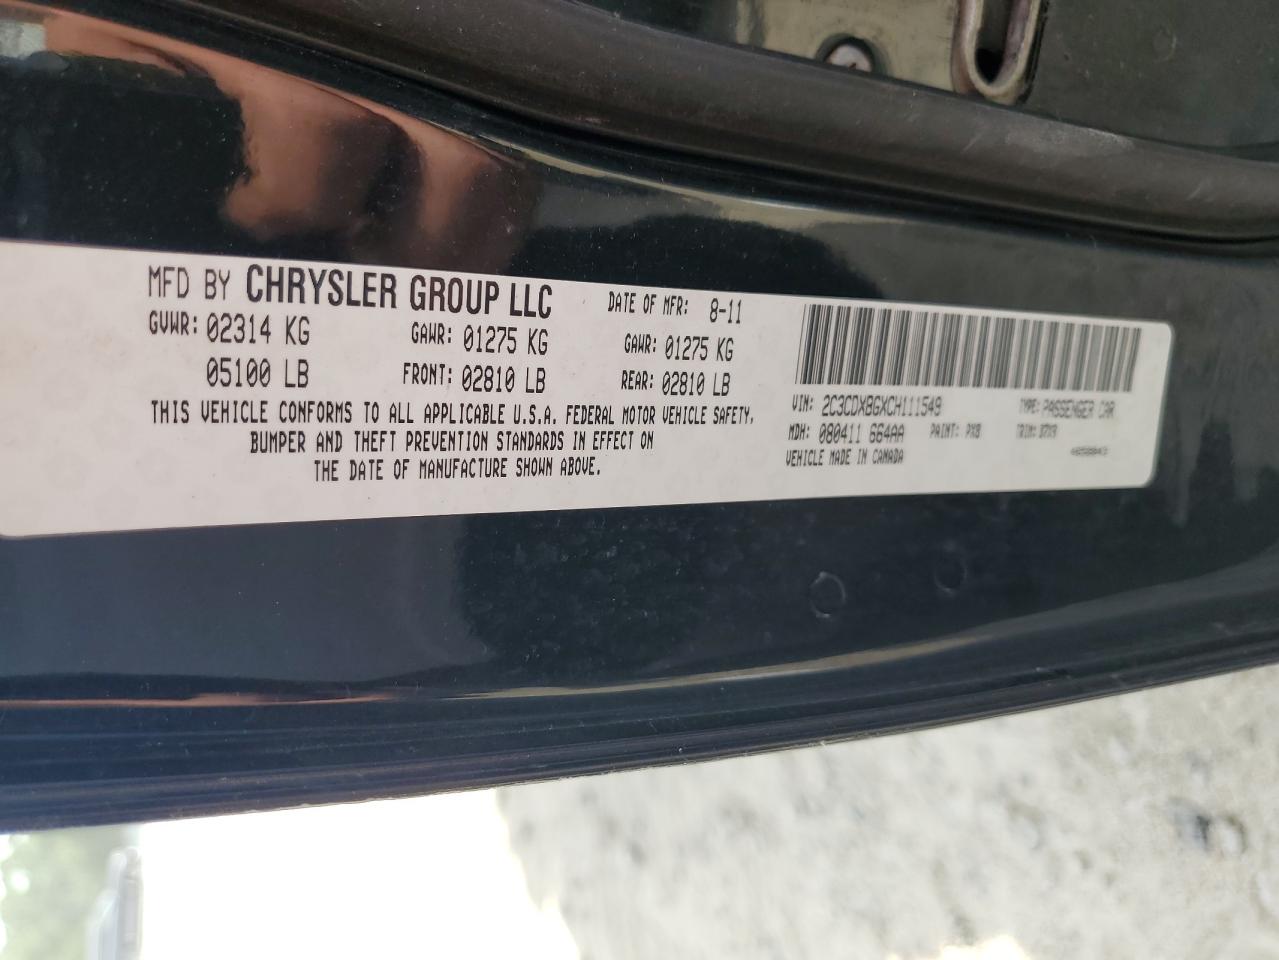 MFD BY CHRYSLER GROUP LLC DATE OF MFR: 8-11
GVWR: 02314 KG GAWR: 01275 KG GAWR: 01275 KG
05100 LB FRONT: 02810 LB REAR: 02810 LB
THIS VEHICLE CONFORMS TO ALL APPLICABLE U.S.A. FEDERAL MOTOR VEHICLE SAFETY,
BUMPER AND THEFT PREVENTION STANDARDS IN EFFECT ON
THE DATE OF MANUFACTURE SHOWN ABOVE.
VIN: 2C3CDXBGXCH111549 TYPE: PASSENGER CAR
MDH: 080411 664AA PAINT: PX8 TRIM:
VEHICLE MADE IN CANADA